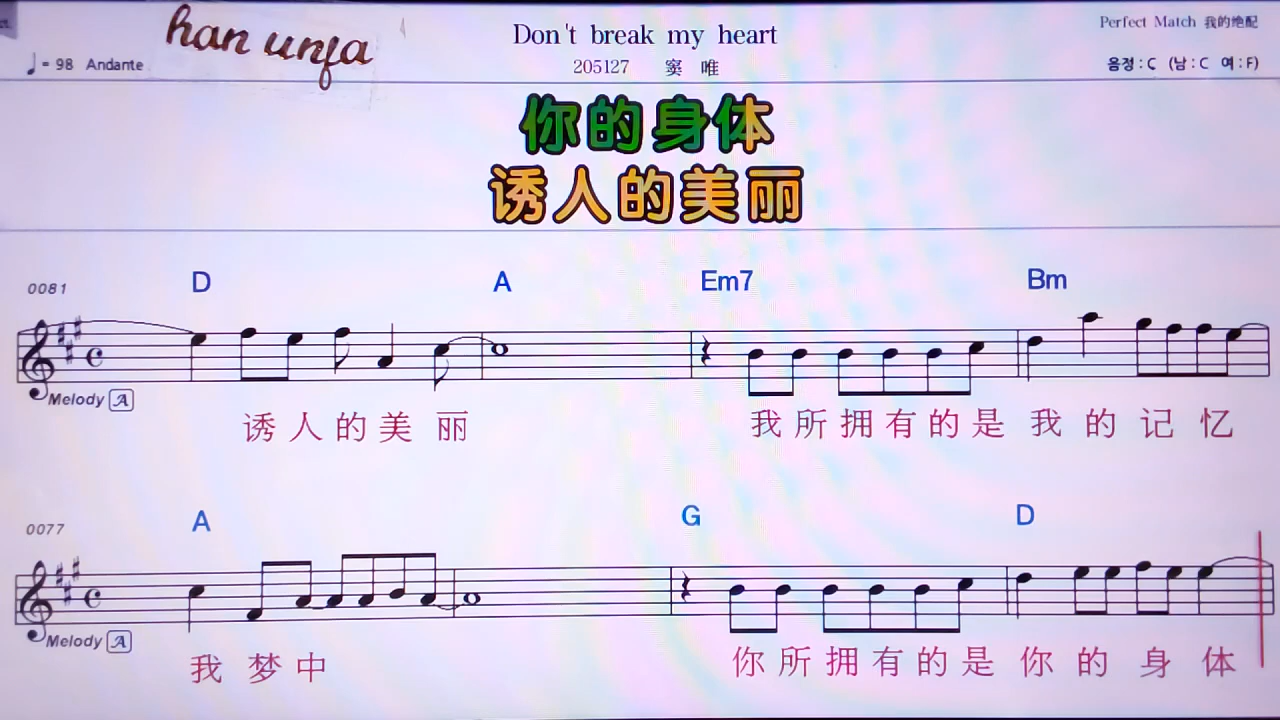 han unfa
Don't break my heart
Perfect Match 我的绝配
= 98 Andante
205127 窦 唯
음정 : C (남 : C 여 : F)
你的身体
诱人的美丽
0081
D A Em7 Bm
Melody A
诱人的美丽 我所拥有的是我的记忆
0077
A G D
Melody A
我梦中 你所拥有的是你的身体